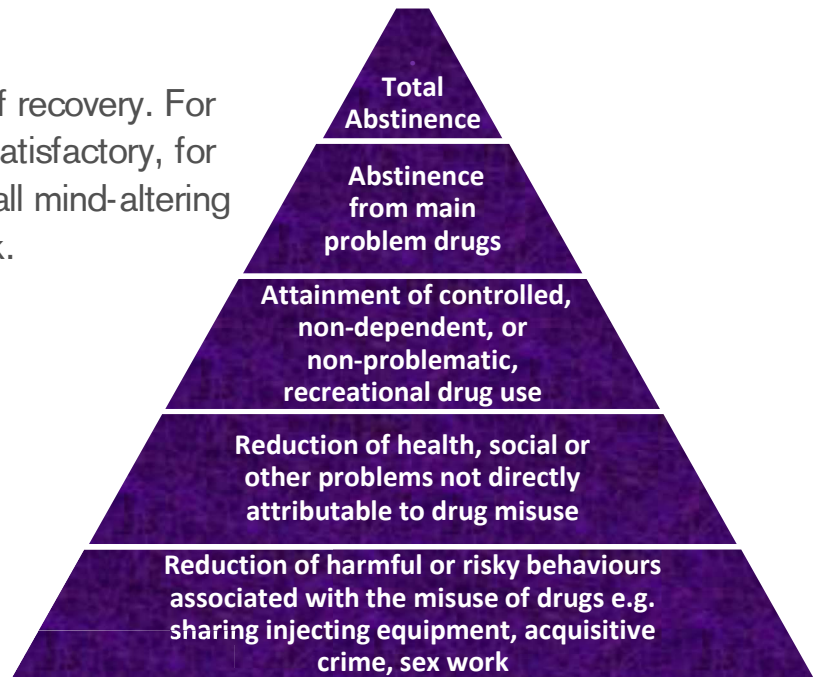 f recovery. For
atisfactory, for
all mind-altering
.
Total
Abstinence
Abstinence
from main
problem drugs
Attainment of controlled,
non-dependent, or
non-problematic,
recreational drug use
Reduction of health, social or
other problems not directly
attributable to drug misuse
Reduction of harmful or risky behaviours
associated with the misuse of drugs e.g.
sharing injecting equipment, acquisitive
crime, sex work